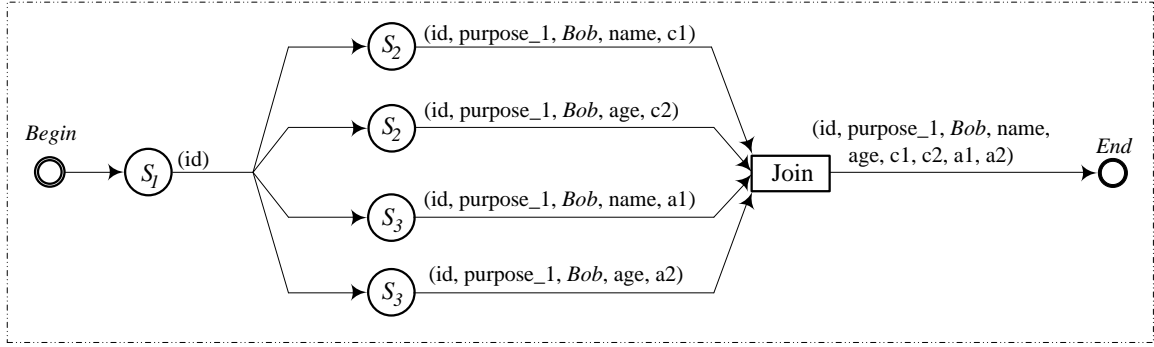 Begin
S1
(id)
S2
(id, purpose_1, Bob, name, c1)
S2
(id, purpose_1, Bob, age, c2)
S3
(id, purpose_1, Bob, name, a1)
S3
(id, purpose_1, Bob, age, a2)
Join
(id, purpose_1, Bob, name,
age, c1, c2, a1, a2)
End